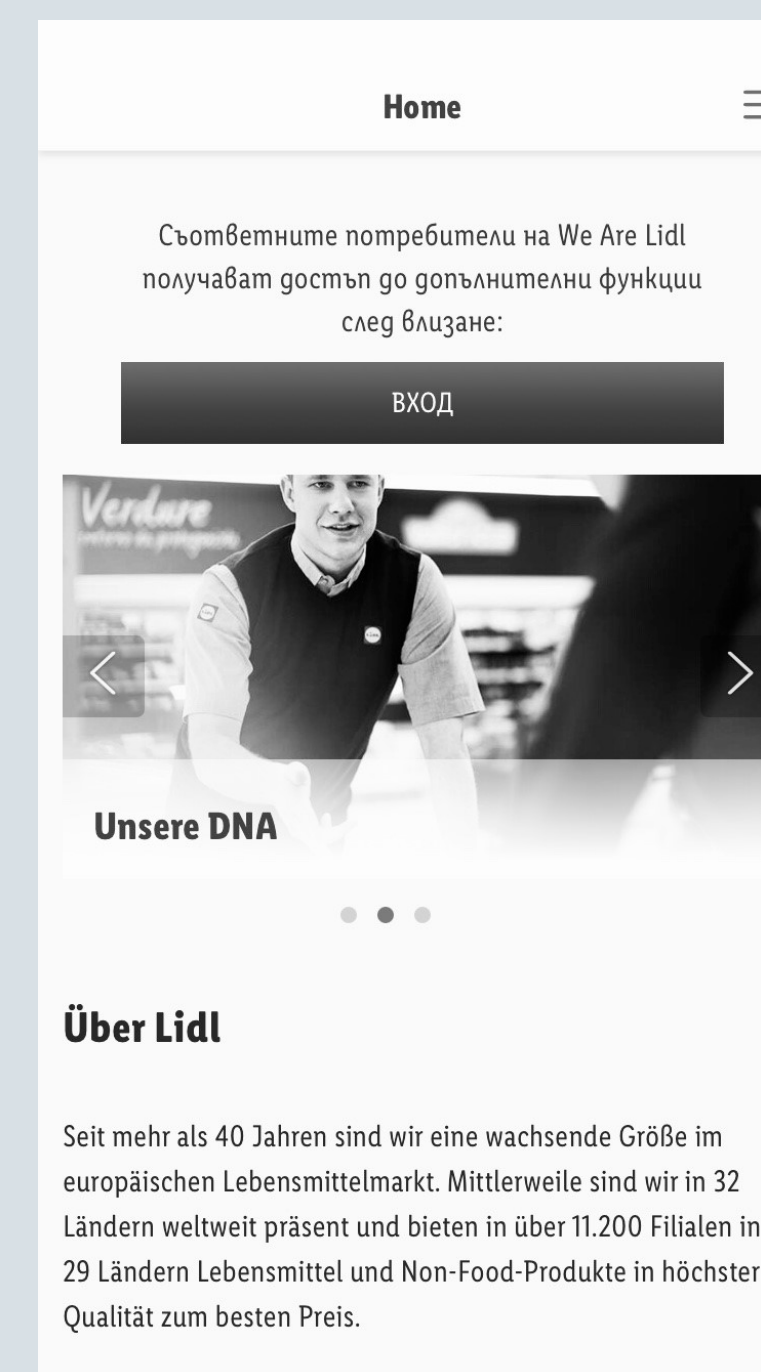 Home
Съответните потребители на We Are Lidl
получават достъп до допълнителни функции
след влизане:
ВХОД
Verdure
Unsere DNA
Über Lidl
Seit mehr als 40 Jahren sind wir eine wachsende Größe im
europäischen Lebensmittelmarkt. Mittlerweile sind wir in 32
Ländern weltweit präsent und bieten in über 11.200 Filialen in
29 Ländern Lebensmittel und Non-Food-Produkte in höchster
Qualität zum besten Preis.